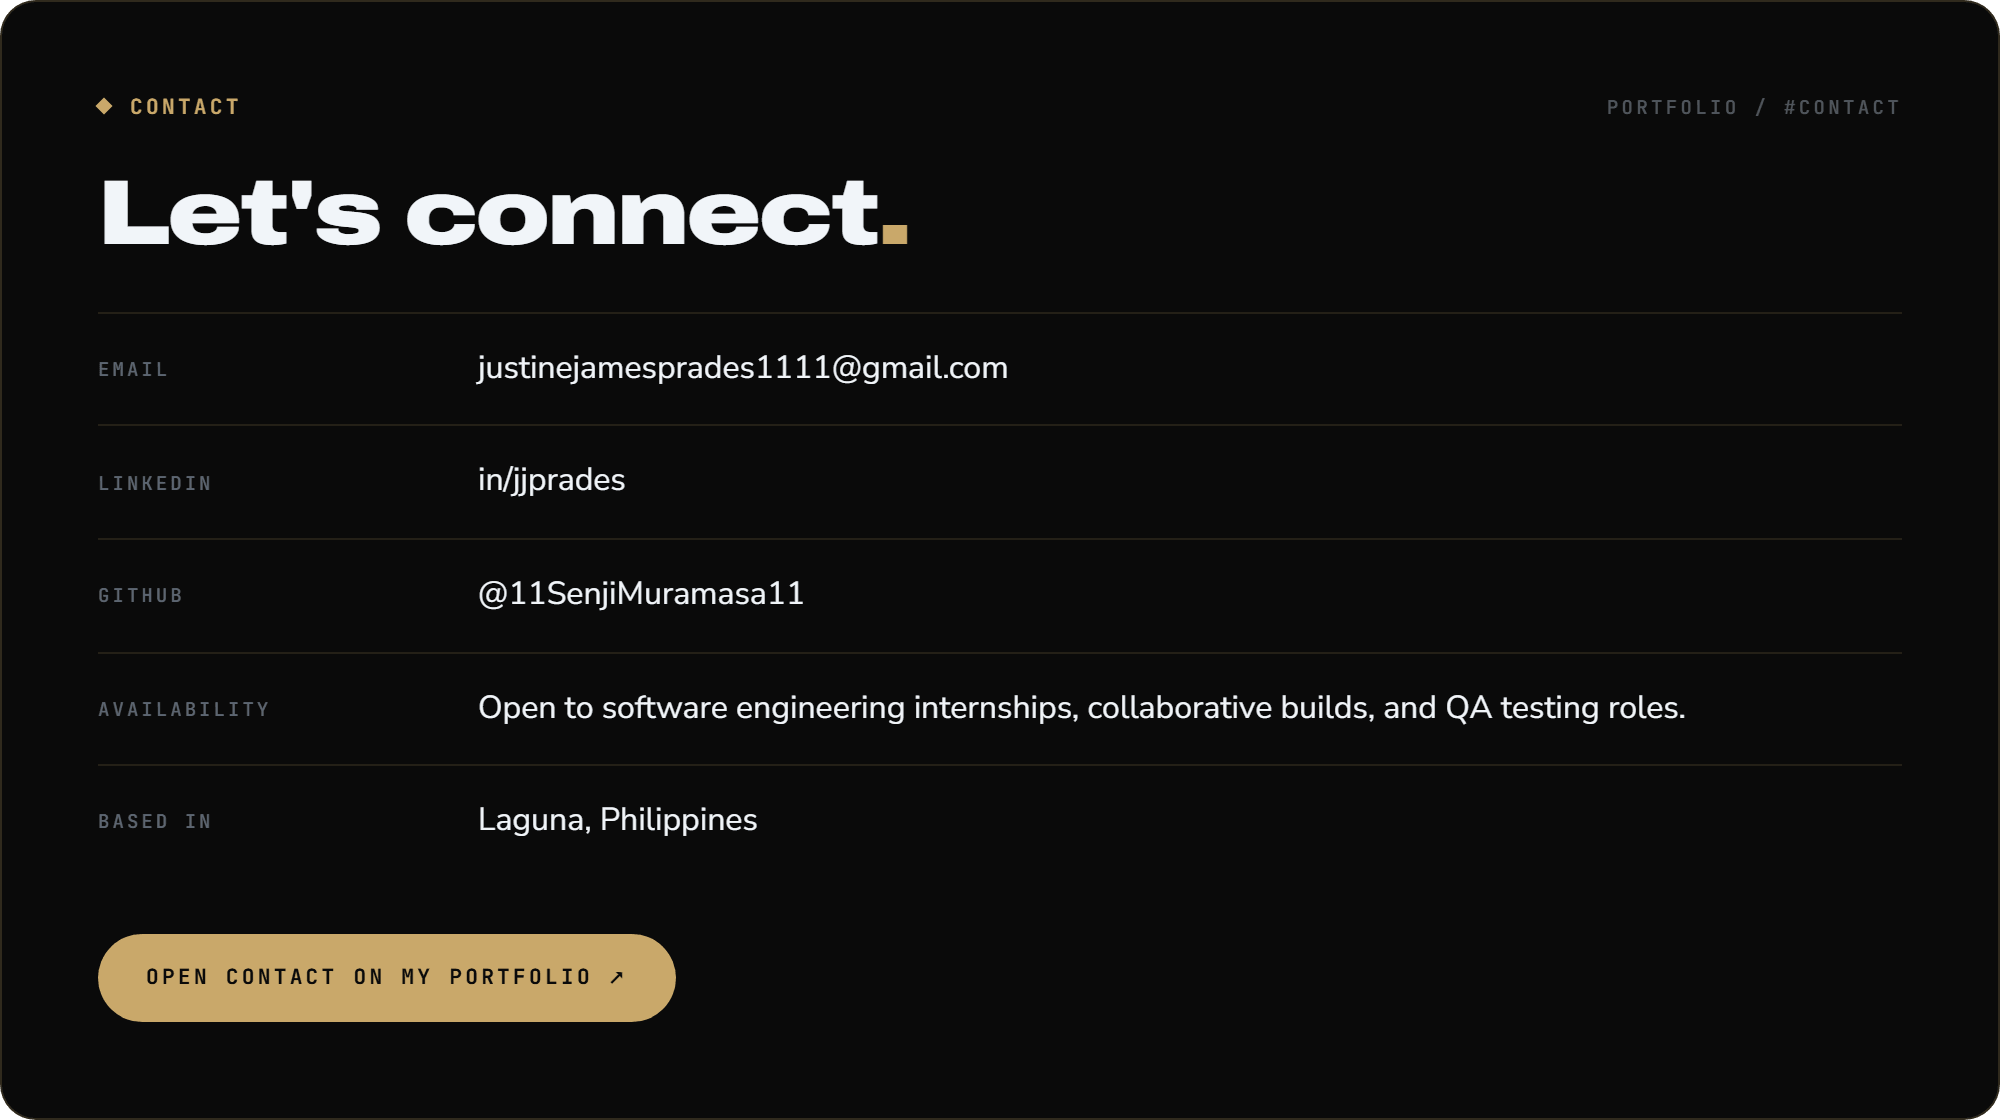 ◆ CONTACT
PORTFOLIO / #CONTACT
Let's connect.
EMAIL justinejamesprades1111@gmail.com
LINKEDIN in/jjprades
GITHUB @11SenjiMuramasa11
AVAILABILITY Open to software engineering internships, collaborative builds, and QA testing roles.
BASED IN Laguna, Philippines
OPEN CONTACT ON MY PORTFOLIO ↗